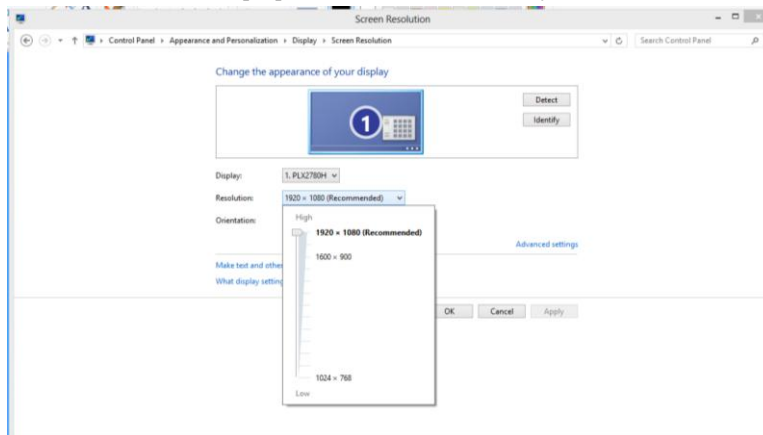 Screen Resolution
Control Panel › Appearance and Personalization › Display › Screen Resolution
Search Control Panel
Change the appearance of your display
1
Detect
Identify
Display: 1. PLX2780H
Resolution: 1920 × 1080 (Recommended)
Orientation:
High
1920 × 1080 (Recommended)
Advanced settings
1600 × 900
Make text and other
What display setting
OK Cancel Apply
1024 × 768
Low